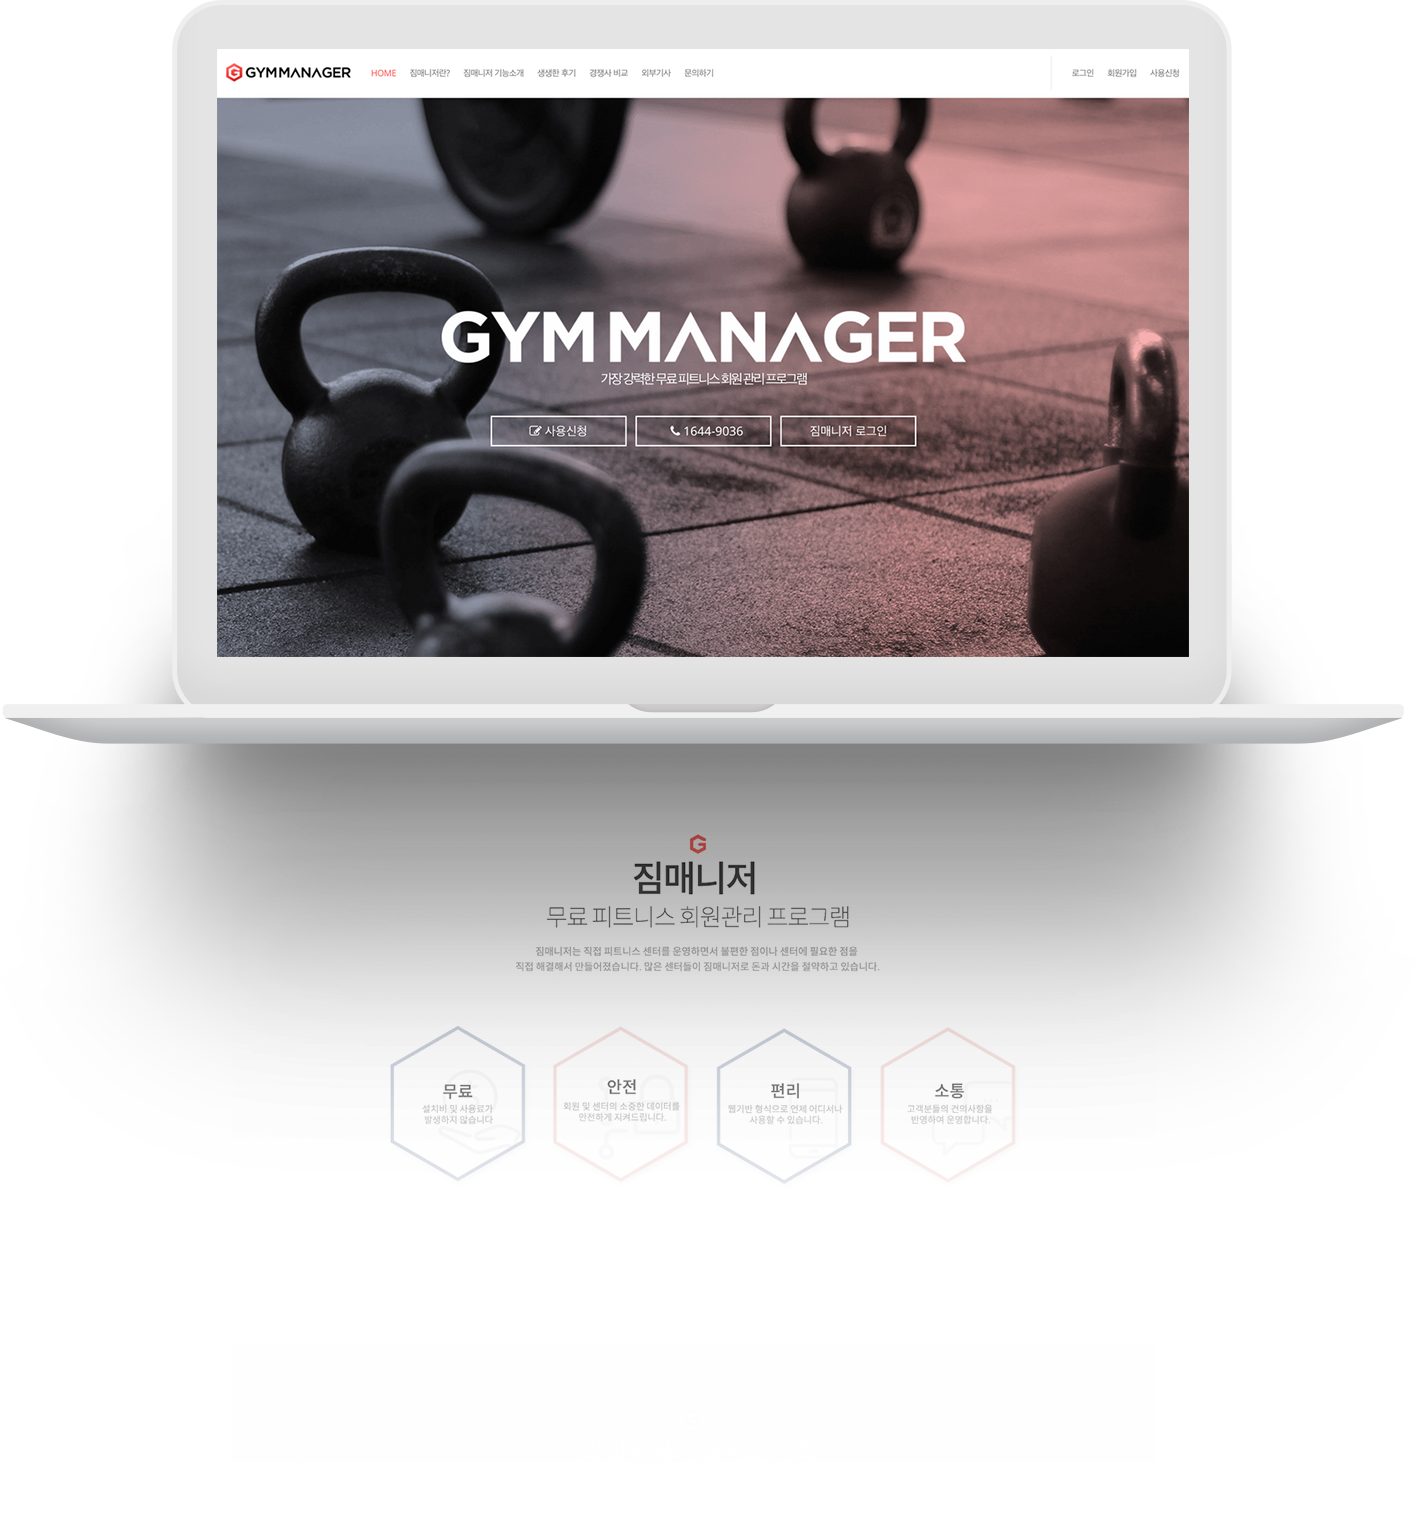 GYMMANAGER HOME 짐매니저란? 짐매니저 기능소개 생생한 후기 경쟁사 비교 외부기사 문의하기 로그인 회원가입 사용신청
GYM MANAGER
가장 강력한 무료 피트니스 회원 관리 프로그램
사용신청 1644-9036 짐매니저 로그인
짐매니저
무료 피트니스 회원관리 프로그램
짐매니저는 직접 피트니스 센터를 운영하면서 불편한 점이나 센터에 필요한 점을
직접 해결해서 만들어졌습니다. 많은 센터들이 짐매니저로 돈과 시간을 절약하고 있습니다.
무료
설치비 및 사용료가
발생하지 않습니다
안전
회원 및 센터의 소중한 데이터를
안전하게 지켜드립니다.
편리
웹기반 형식으로 언제 어디서나
사용할 수 있습니다.
소통
고객분들의 건의사항을
반영하여 운영합니다.